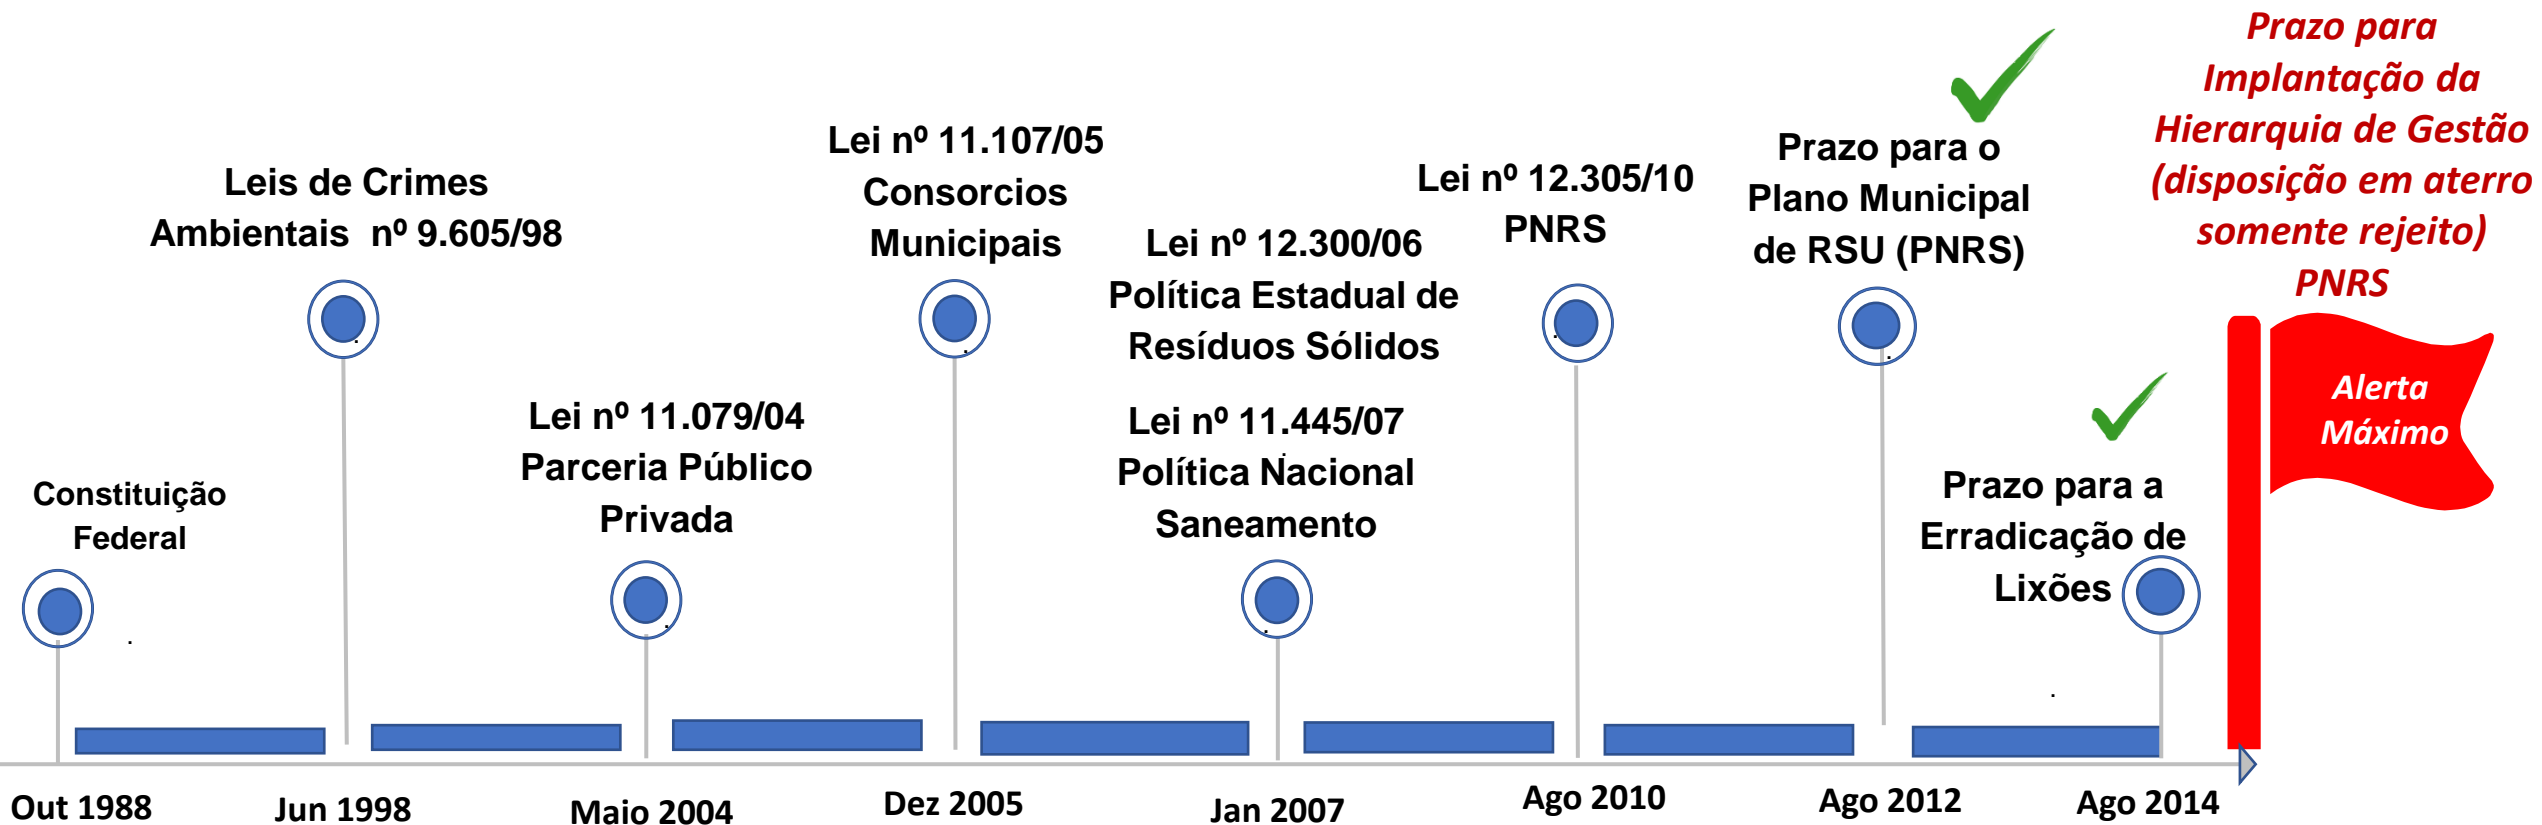 Constituição
Federal
Leis de Crimes
Ambientais nº 9.605/98
Lei nº 11.079/04
Parceria Público
Privada
Lei nº 11.107/05
Consorcios
Municipais
Lei nº 12.300/06
Política Estadual de
Resíduos Sólidos
Lei nº 11.445/07
Política Nacional
Saneamento
Lei nº 12.305/10
PNRS
Prazo para o
Plano Municipal
de RSU (PNRS)
Prazo para a
Erradicação de
Lixões
Prazo para
Implantação da
Hierarquia de Gestão
(disposição em aterro
somente rejeito)
PNRS
Alerta
Máximo
Out 1988
Jun 1998
Maio 2004
Dez 2005
Jan 2007
Ago 2010
Ago 2012
Ago 2014